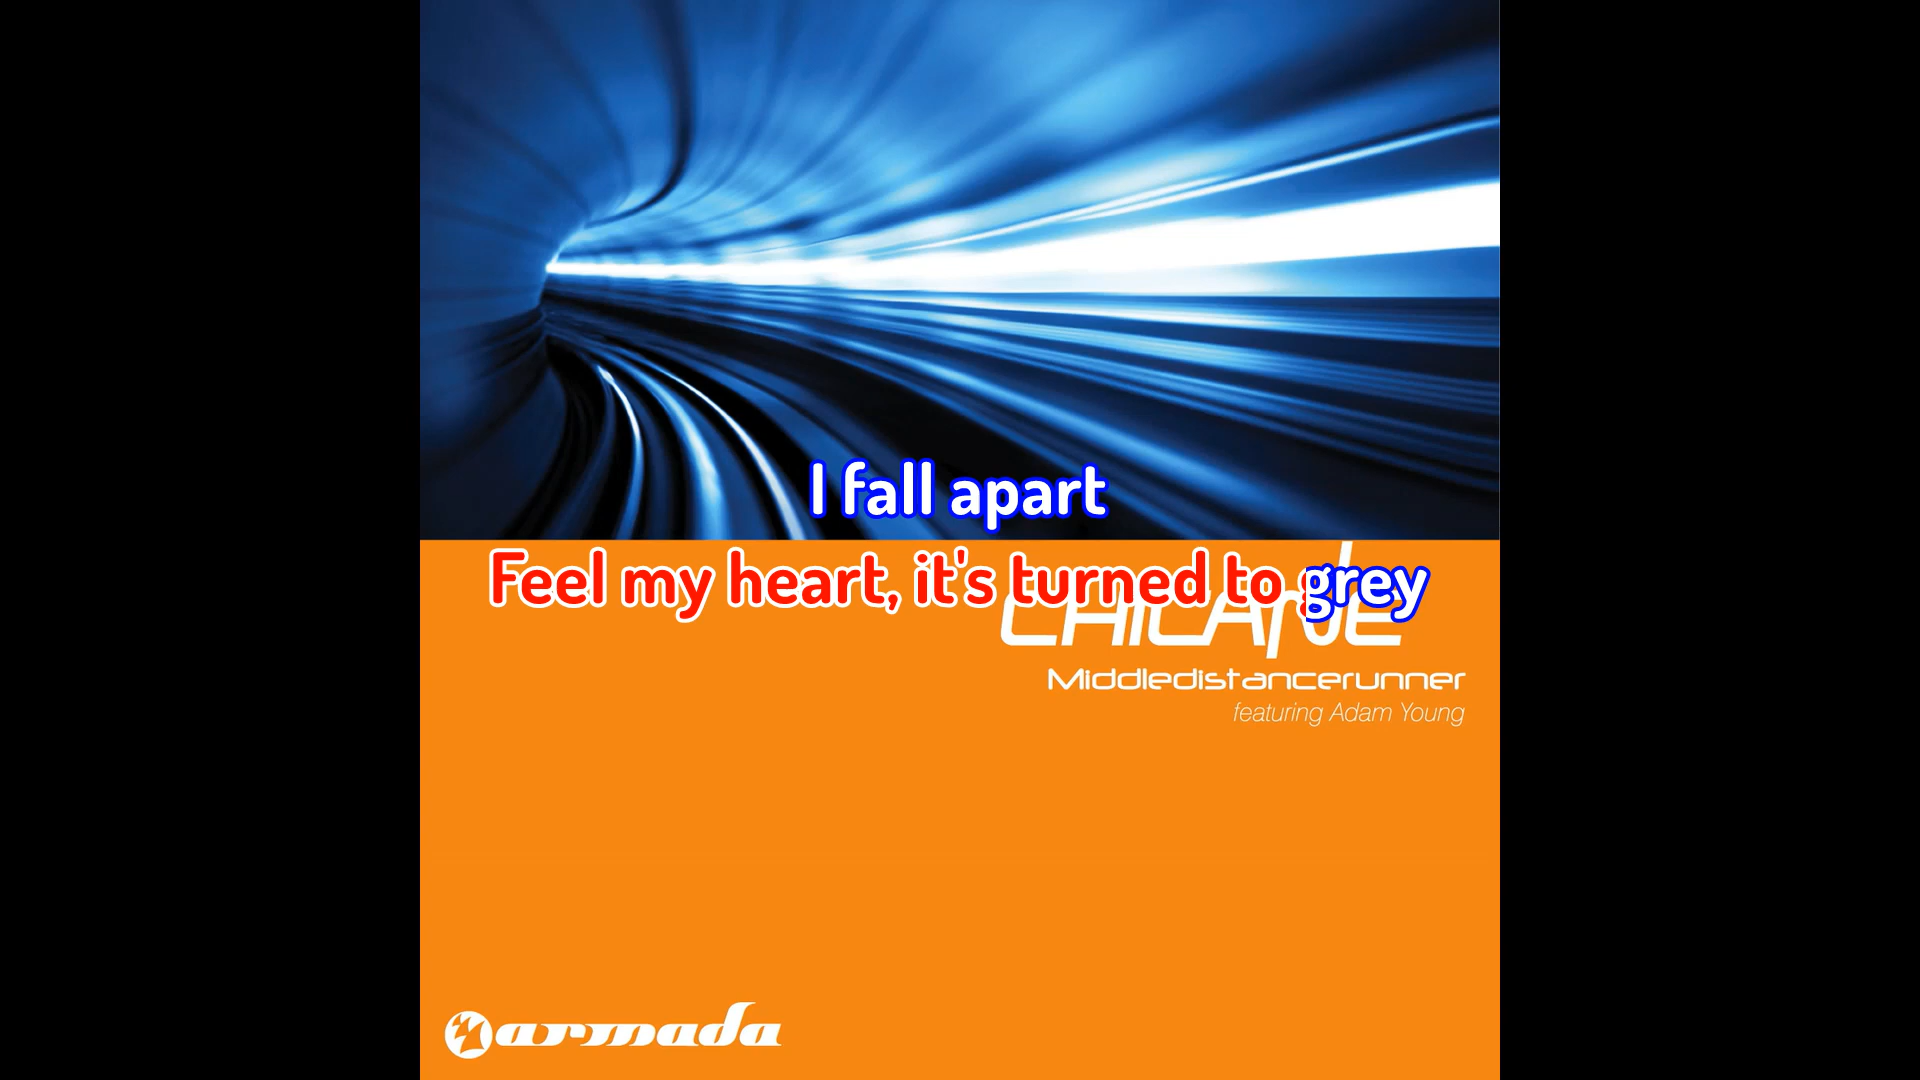 I fall apart
Feel my heart, it's turned to grey
CHICANE
Middledistancerunner
featuring Adam Young
armada